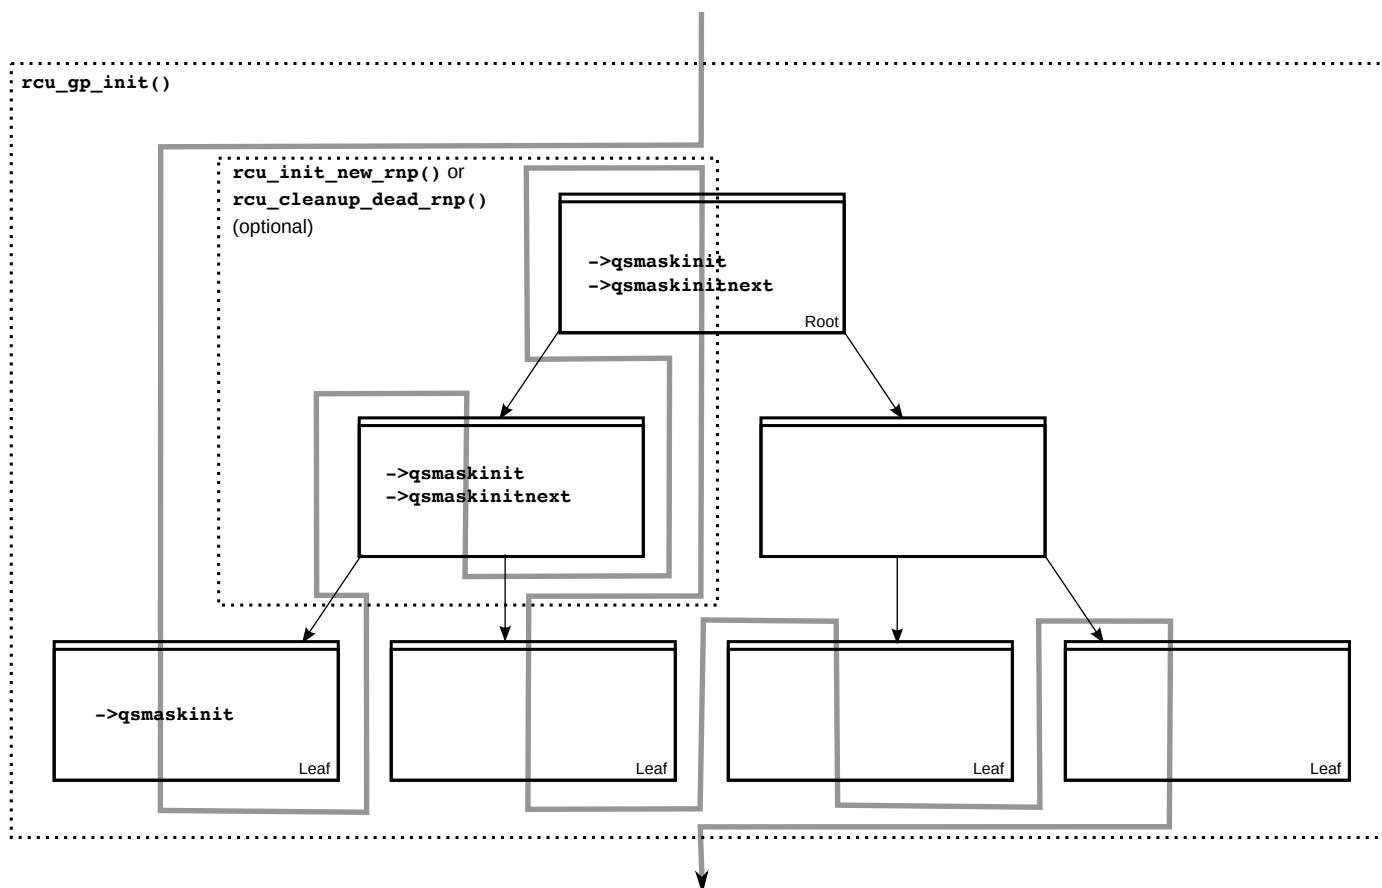 rcu_gp_init()
rcu_init_new_rnp() or
rcu_cleanup_dead_rnp()
(optional)
->qsmaskinit
->qsmaskinitnext
Root
->qsmaskinit
->qsmaskinitnext
->qsmaskinit
Leaf
Leaf
Leaf
Leaf